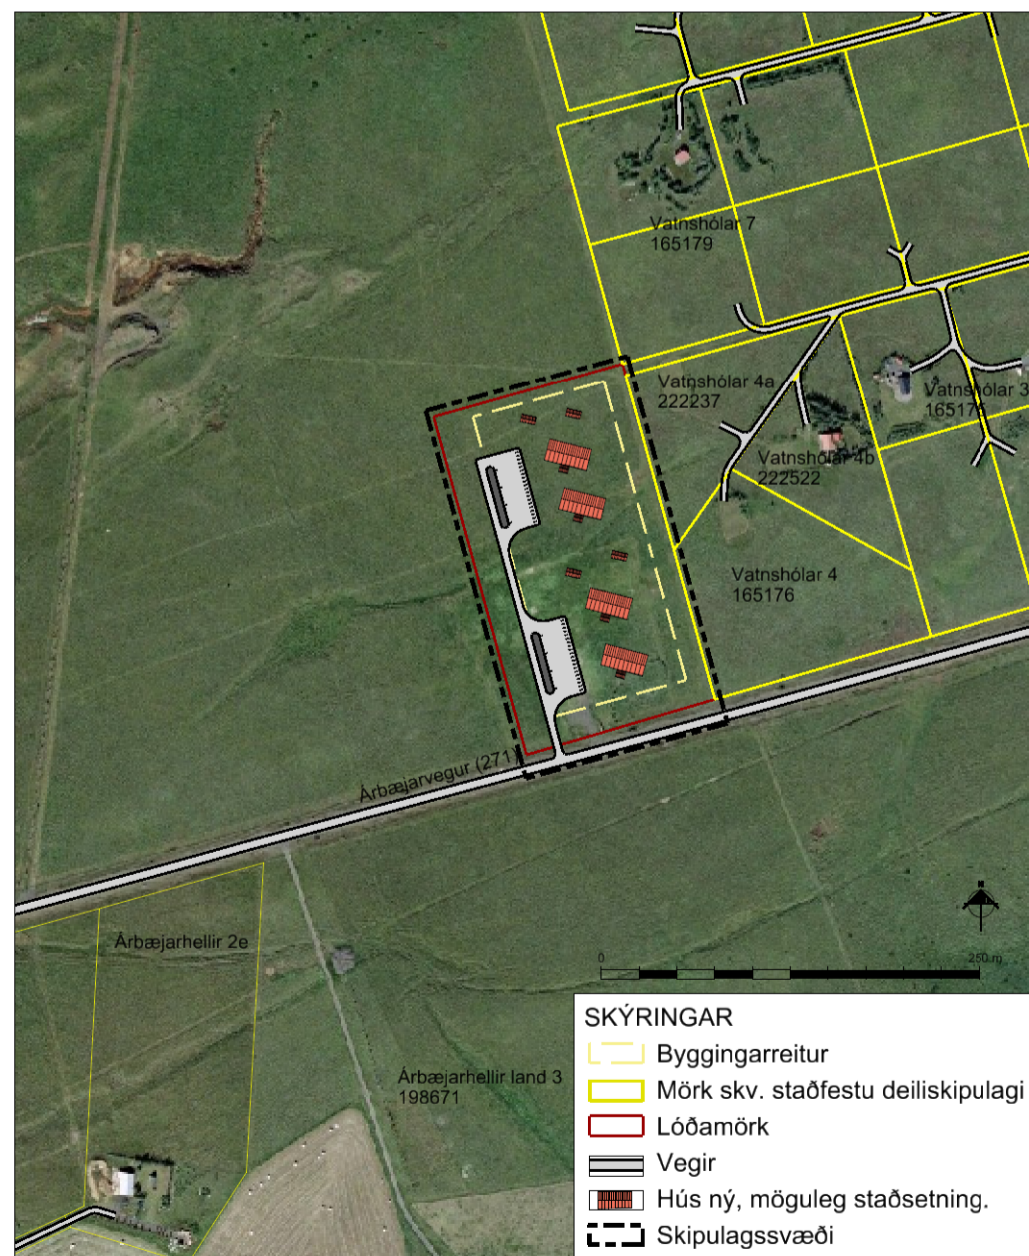 Vatnshólar 7
165179
Vatnshólar 4a
222237
Vatnshólar 3
Vatnshólar 4b
222522
Vatnshólar 4
165176
Árbæjarvegur (271)
Árbæjarhellir 2e
N
0 250 m
Árbæjarhellir land 3
198671
SKÝRINGAR
Byggingarreitur
Mörk skv. staðfestu deiliskipulagi
Lóðamörk
Vegir
Hús ný, möguleg staðsetning.
Skipulagssvæði